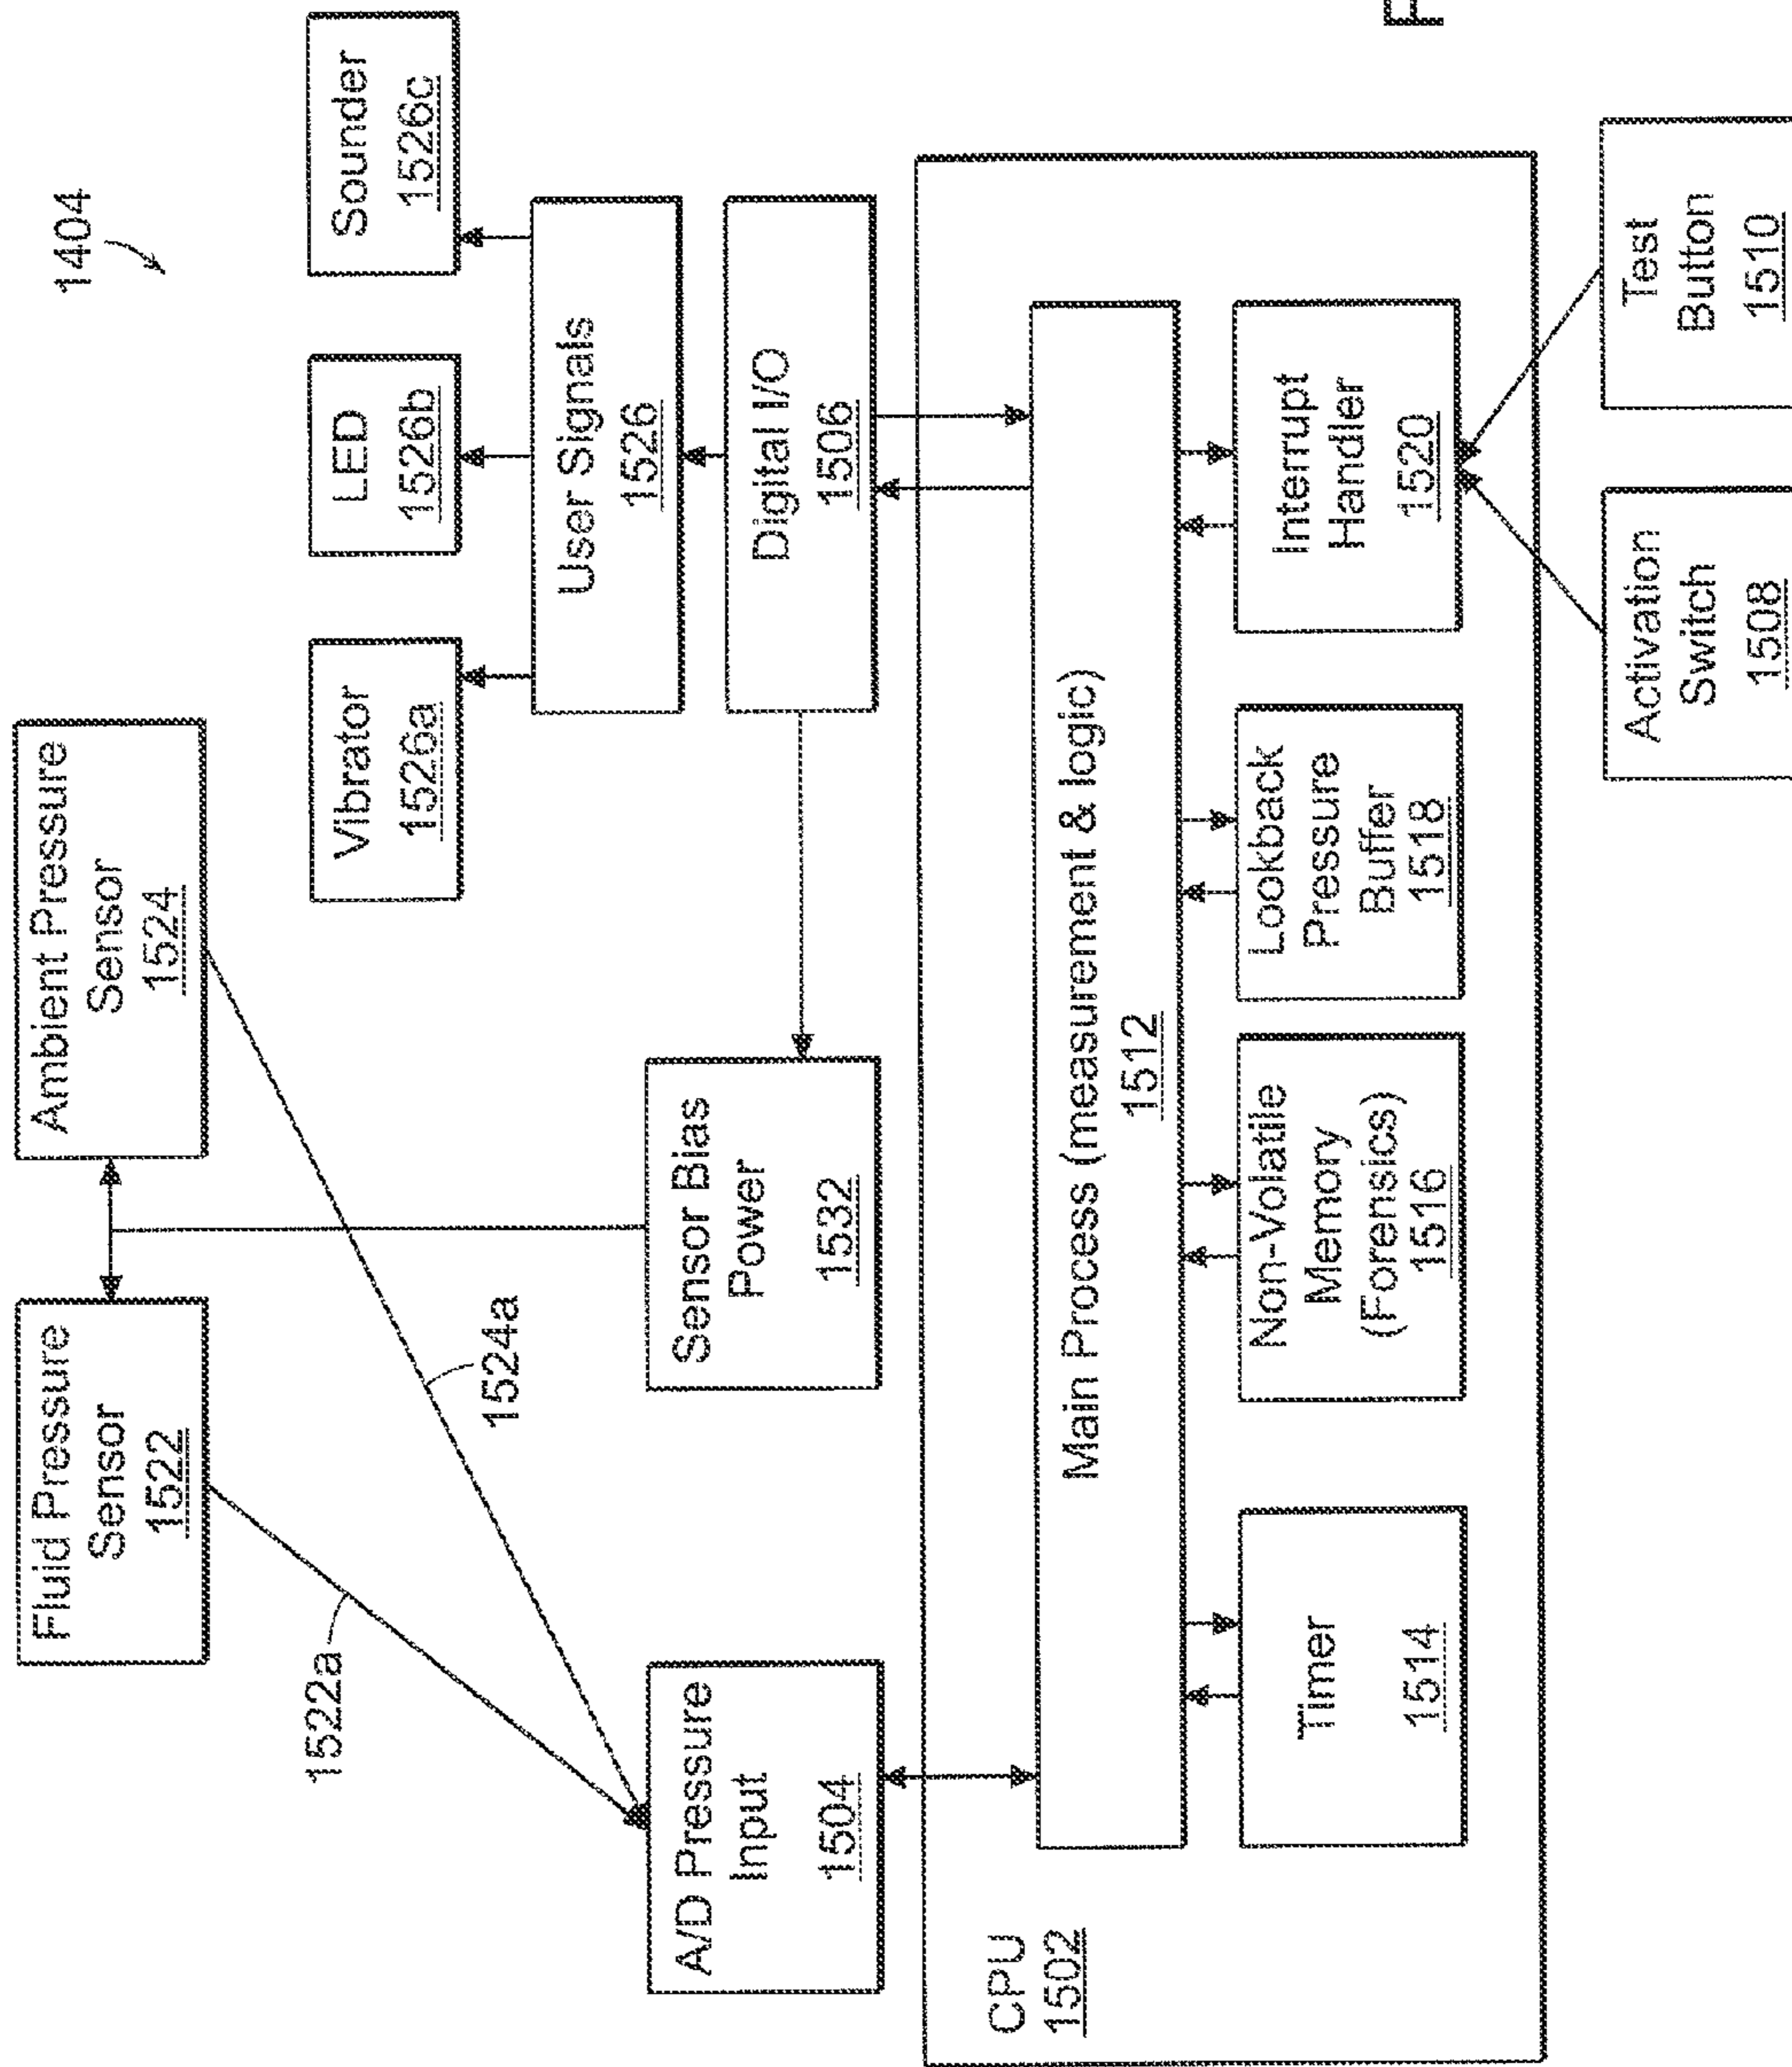 1404
Fluid Pressure
Sensor
1522
Ambient Pressure
Sensor
1524
1522a
1524a
Vibrator
1526a
LED
1526b
Sounder
1526c
User Signals
1526
A/D Pressure
Input
1504
Sensor Bias
Power
1532
Digital I/O
1506
CPU
1502
Main Process (measurement & logic)
1512
Timer
1514
Non-Volatile
Memory
(Forensics)
1516
Lookback
Pressure
Buffer
1518
Interrupt
Handler
1520
Activation
Switch
1508
Test
Button
1510